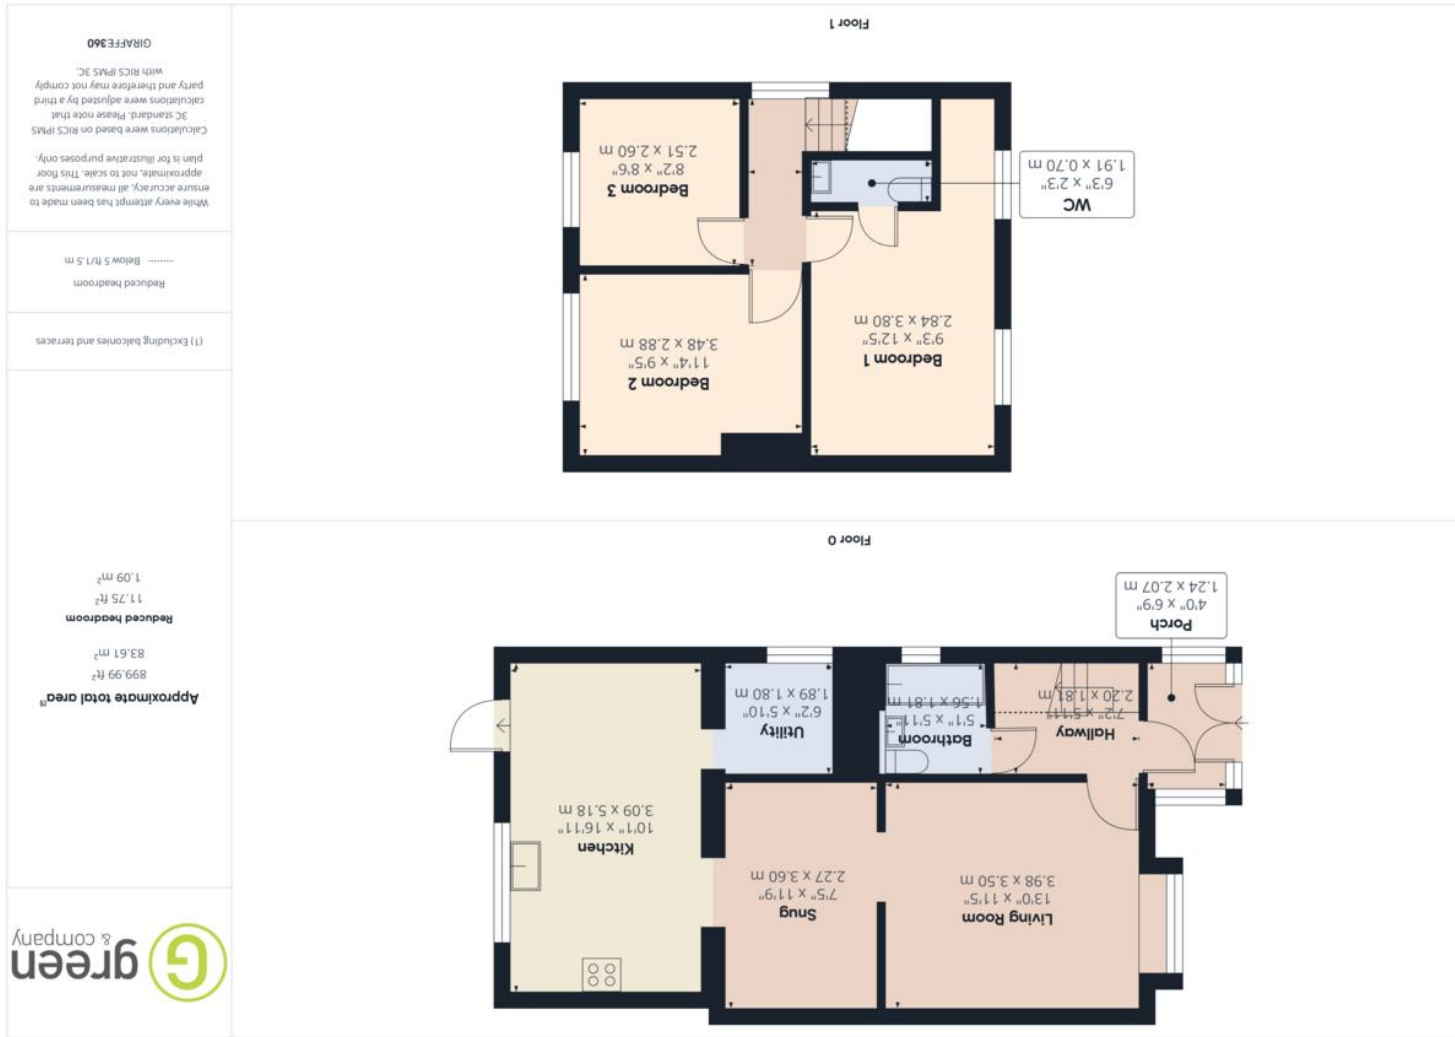 green
& company
Approximate total area⁽¹⁾
899.99 ft²
83.61 m²
Reduced headroom
11.75 ft²
1.09 m²
(1) Excluding balconies and terraces
Reduced headroom
........ Below 5 ft/1.5 m
While every attempt has been made to
ensure accuracy, all measurements are
approximate, not to scale. This floor
plan is for illustrative purposes only.
Calculations were based on RICS IPMS
3C standard. Please note that
calculations were adjusted by a third
party and therefore may not comply
with RICS IPMS 3C.
GIRAFFE360
Living Room
13'0" x 11'5"
3.98 x 3.50 m
Snug
7'5" x 11'9"
2.27 x 3.60 m
Kitchen
10'1" x 16'11"
3.09 x 5.18 m
Hallway
7'2" x 5'11"
2.20 x 1.81 m
Bathroom
5'1" x 5'11"
1.56 x 1.81 m
Utility
6'2" x 5'10"
1.89 x 1.80 m
Porch
4'0" x 6'9"
1.24 x 2.07 m
Floor 0
Bedroom 1
9'3" x 12'5"
2.84 x 3.80 m
Bedroom 2
11'4" x 9'5"
3.48 x 2.88 m
WC
6'3" x 2'3"
1.91 x 0.70 m
Bedroom 3
8'2" x 8'6"
2.51 x 2.60 m
Floor 1